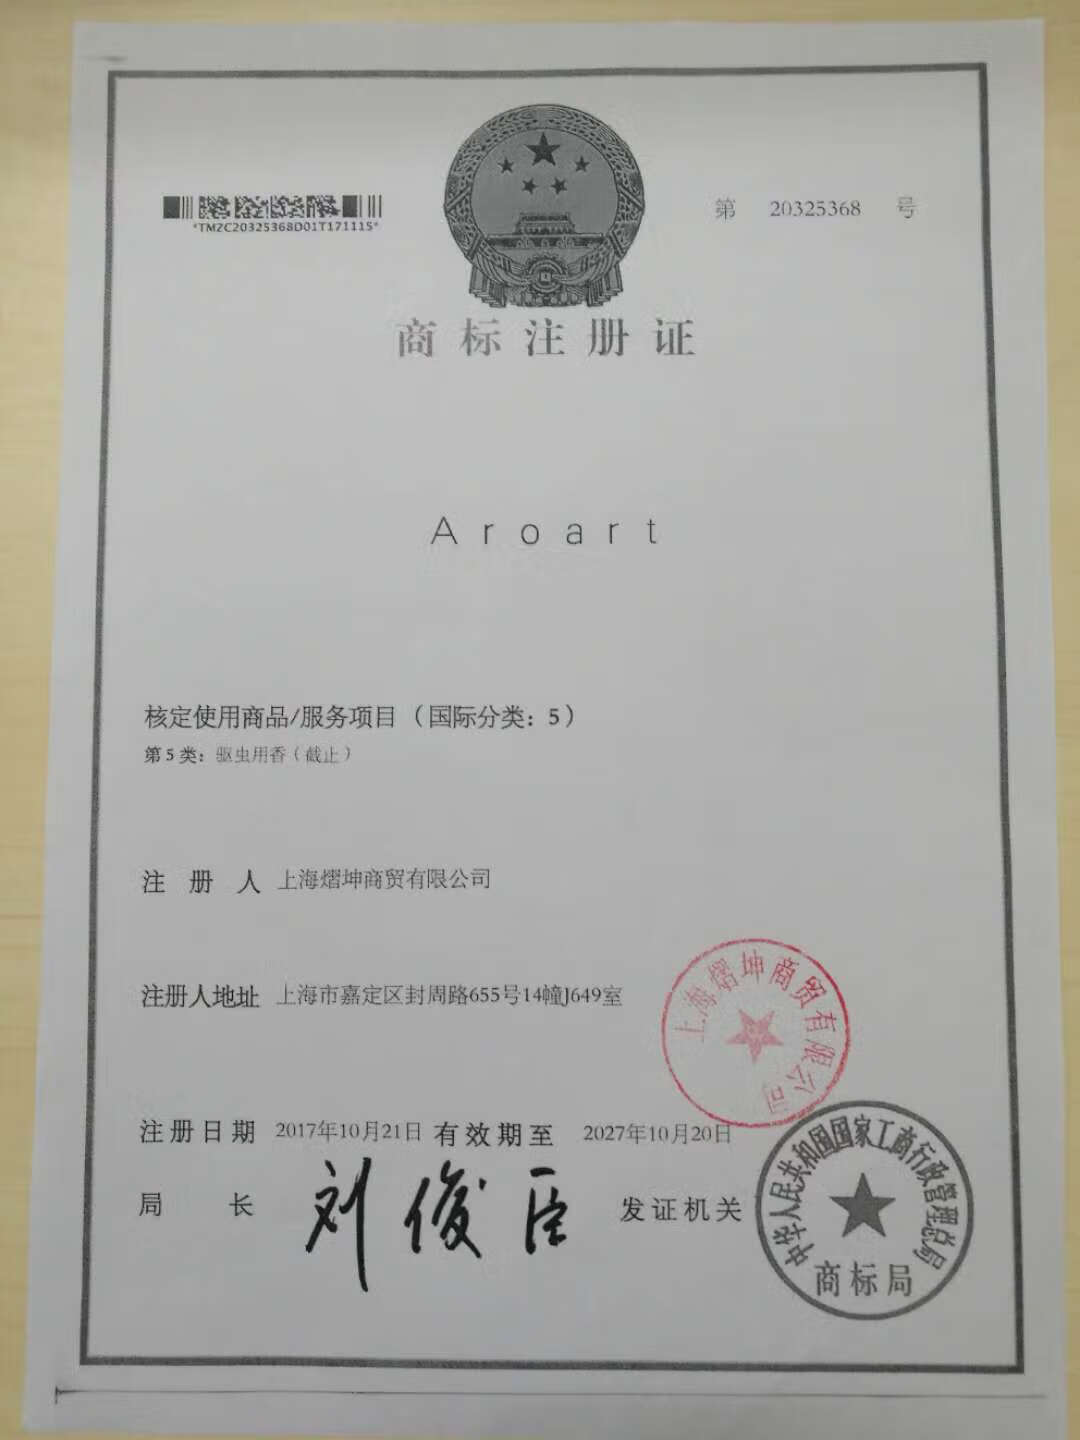 *TMZC20325368D01T171115*
第 20325368 号
商标注册证
Aroart
核定使用商品/服务项目（国际分类：5）
第5类：驱虫用香（截止）
注册人 上海熠坤商贸有限公司
注册人地址 上海市嘉定区封周路655号14幢J649室
上海熠坤商贸有限公司
注册日期 2017年10月21日 有效期至 2027年10月20日
局长 刘俊臣 发证机关
中华人民共和国国家工商行政管理总局
商标局